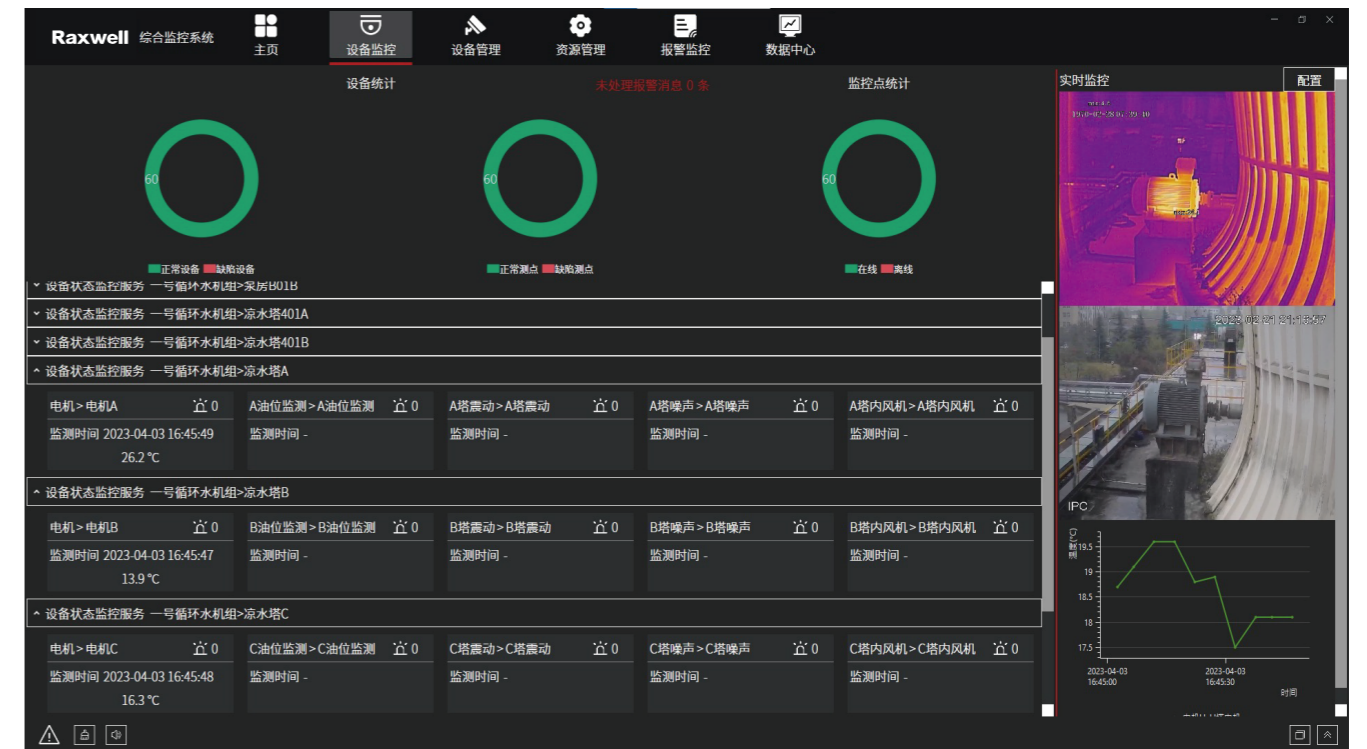 Raxwell 综合监控系统
主页
设备监控
设备管理
资源管理
报警监控
数据中心
设备统计
未处理报警消息 0 条
监控点统计
实时监控
配置
60
60
60
正常设备 缺陷设备
正常测点 缺陷测点
在线 离线
设备状态监控服务 一号循环水机组>泵房B01B
设备状态监控服务 一号循环水机组>凉水塔401A
设备状态监控服务 一号循环水机组>凉水塔401B
设备状态监控服务 一号循环水机组>凉水塔A
电机>电机A 0
A油位监测>A油位监测 0
A塔震动>A塔震动 0
A塔噪声>A塔噪声 0
A塔内风机>A塔内风机 0
监测时间 2023-04-03 16:45:49
监测时间 -
监测时间 -
监测时间 -
监测时间 -
26.2 ℃
设备状态监控服务 一号循环水机组>凉水塔B
电机>电机B 0
B油位监测>B油位监测 0
B塔震动>B塔震动 0
B塔噪声>B塔噪声 0
B塔内风机>B塔内风机 0
监测时间 2023-04-03 16:45:47
监测时间 -
监测时间 -
监测时间 -
监测时间 -
13.9 ℃
设备状态监控服务 一号循环水机组>凉水塔C
电机>电机C 0
C油位监测>C油位监测 0
C塔震动>C塔震动 0
C塔噪声>C塔噪声 0
C塔内风机>C塔内风机 0
监测时间 2023-04-03 16:45:48
监测时间 -
监测时间 -
监测时间 -
监测时间 -
16.3 ℃
IPC
温度(℃)
19.5
19
18.5
18
17.5
2023-04-03
16:45:00
2023-04-03
16:45:30
时间